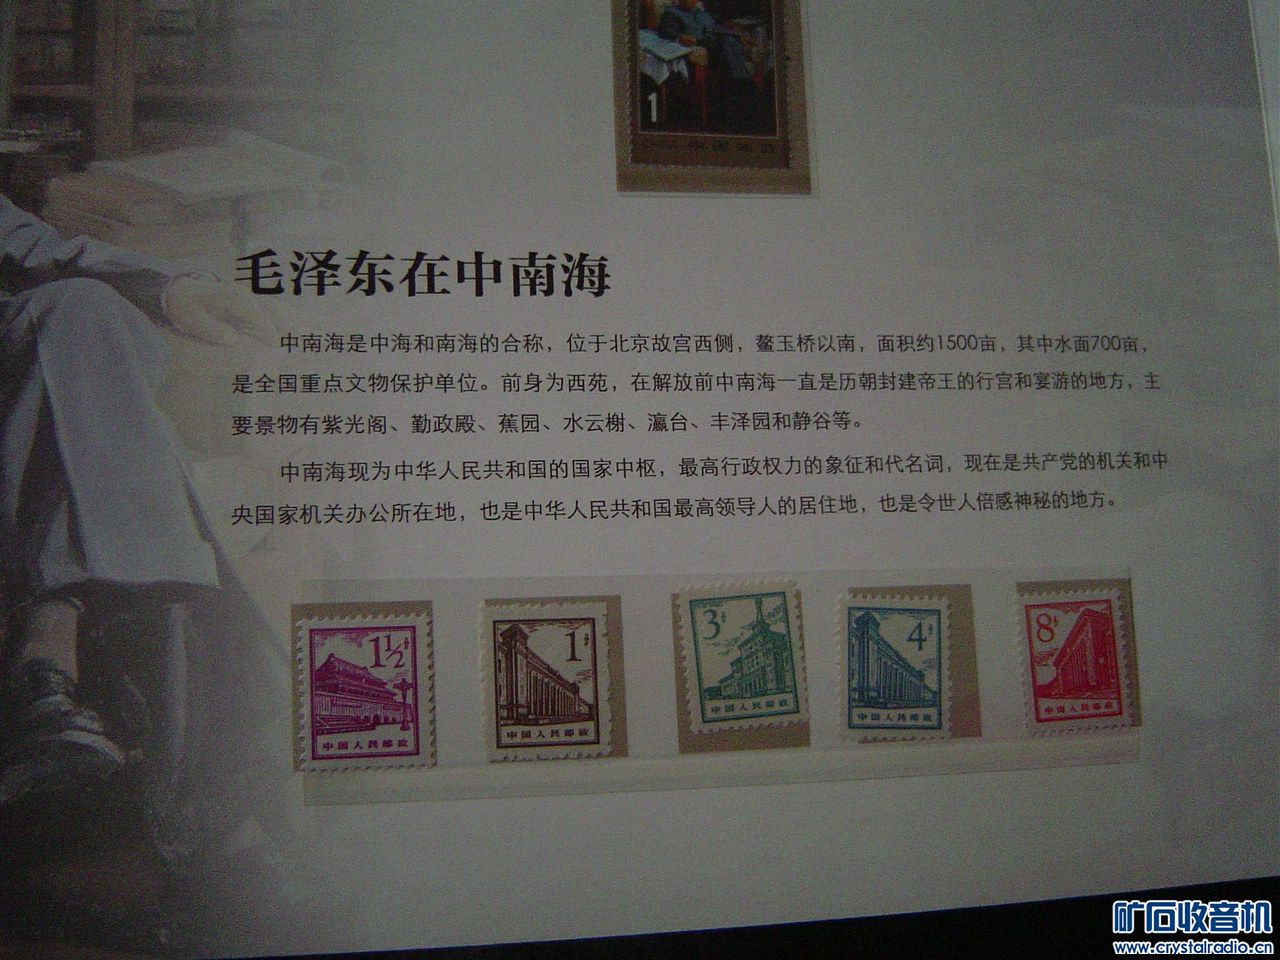 1
毛泽东在中南海
中南海是中海和南海的合称，位于北京故宫西侧，鳌玉桥以南，面积约1500亩，其中水面700亩，
是全国重点文物保护单位。前身为西苑，在解放前中南海一直是历朝封建帝王的行宫和宴游的地方，主
要景物有紫光阁、勤政殿、蕉园、水云榭、瀛台、丰泽园和静谷等。
中南海现为中华人民共和国的国家中枢，最高行政权力的象征和代名词，现在是共产党的机关和中
央国家机关办公所在地，也是中华人民共和国最高领导人的居住地，也是令世人倍感神秘的地方。
1½分
中国人民邮政
1分
中国人民邮政
3分
中国人民邮政
4分
中国人民邮政
8分
中国人民邮政
矿石收音机
www.crystalradio.cn